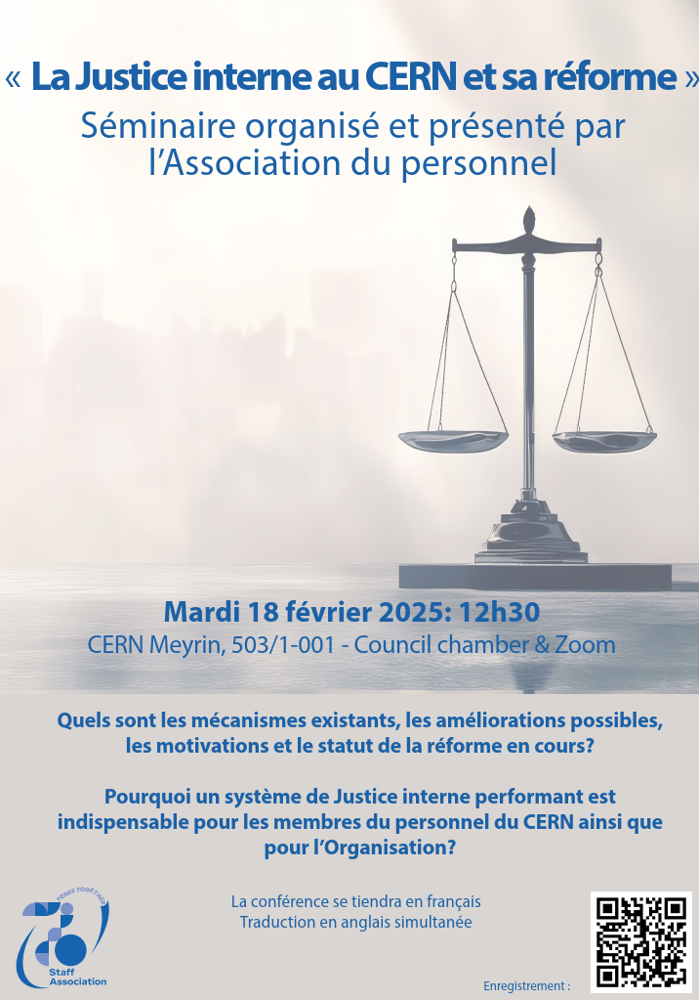 « La Justice interne au CERN et sa réforme »
Séminaire organisé et présenté par
l’Association du personnel
Mardi 18 février 2025: 12h30
CERN Meyrin, 503/1-001 - Council chamber & Zoom
Quels sont les mécanismes existants, les améliorations possibles,
les motivations et le statut de la réforme en cours?
Pourquoi un système de Justice interne performant est
indispensable pour les membres du personnel du CERN ainsi que
pour l’Organisation?
La conférence se tiendra en français
Traduction en anglais simultanée
YEARS TOGETHER
Staff
Association
Enregistrement :